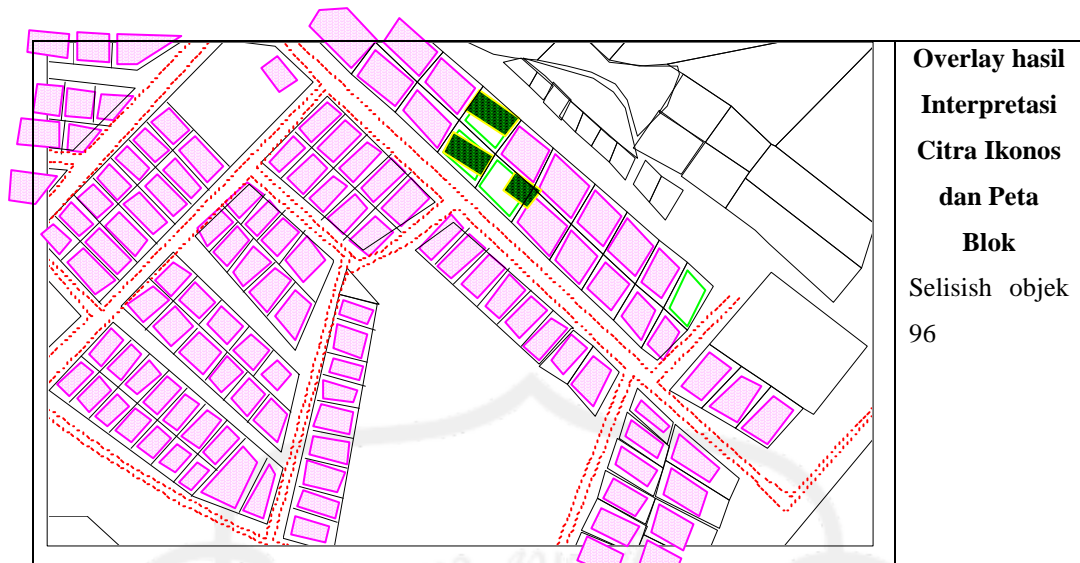 Overlay hasil
Interpretasi
Citra Ikonos
dan Peta
Blok
Selisish objek
96